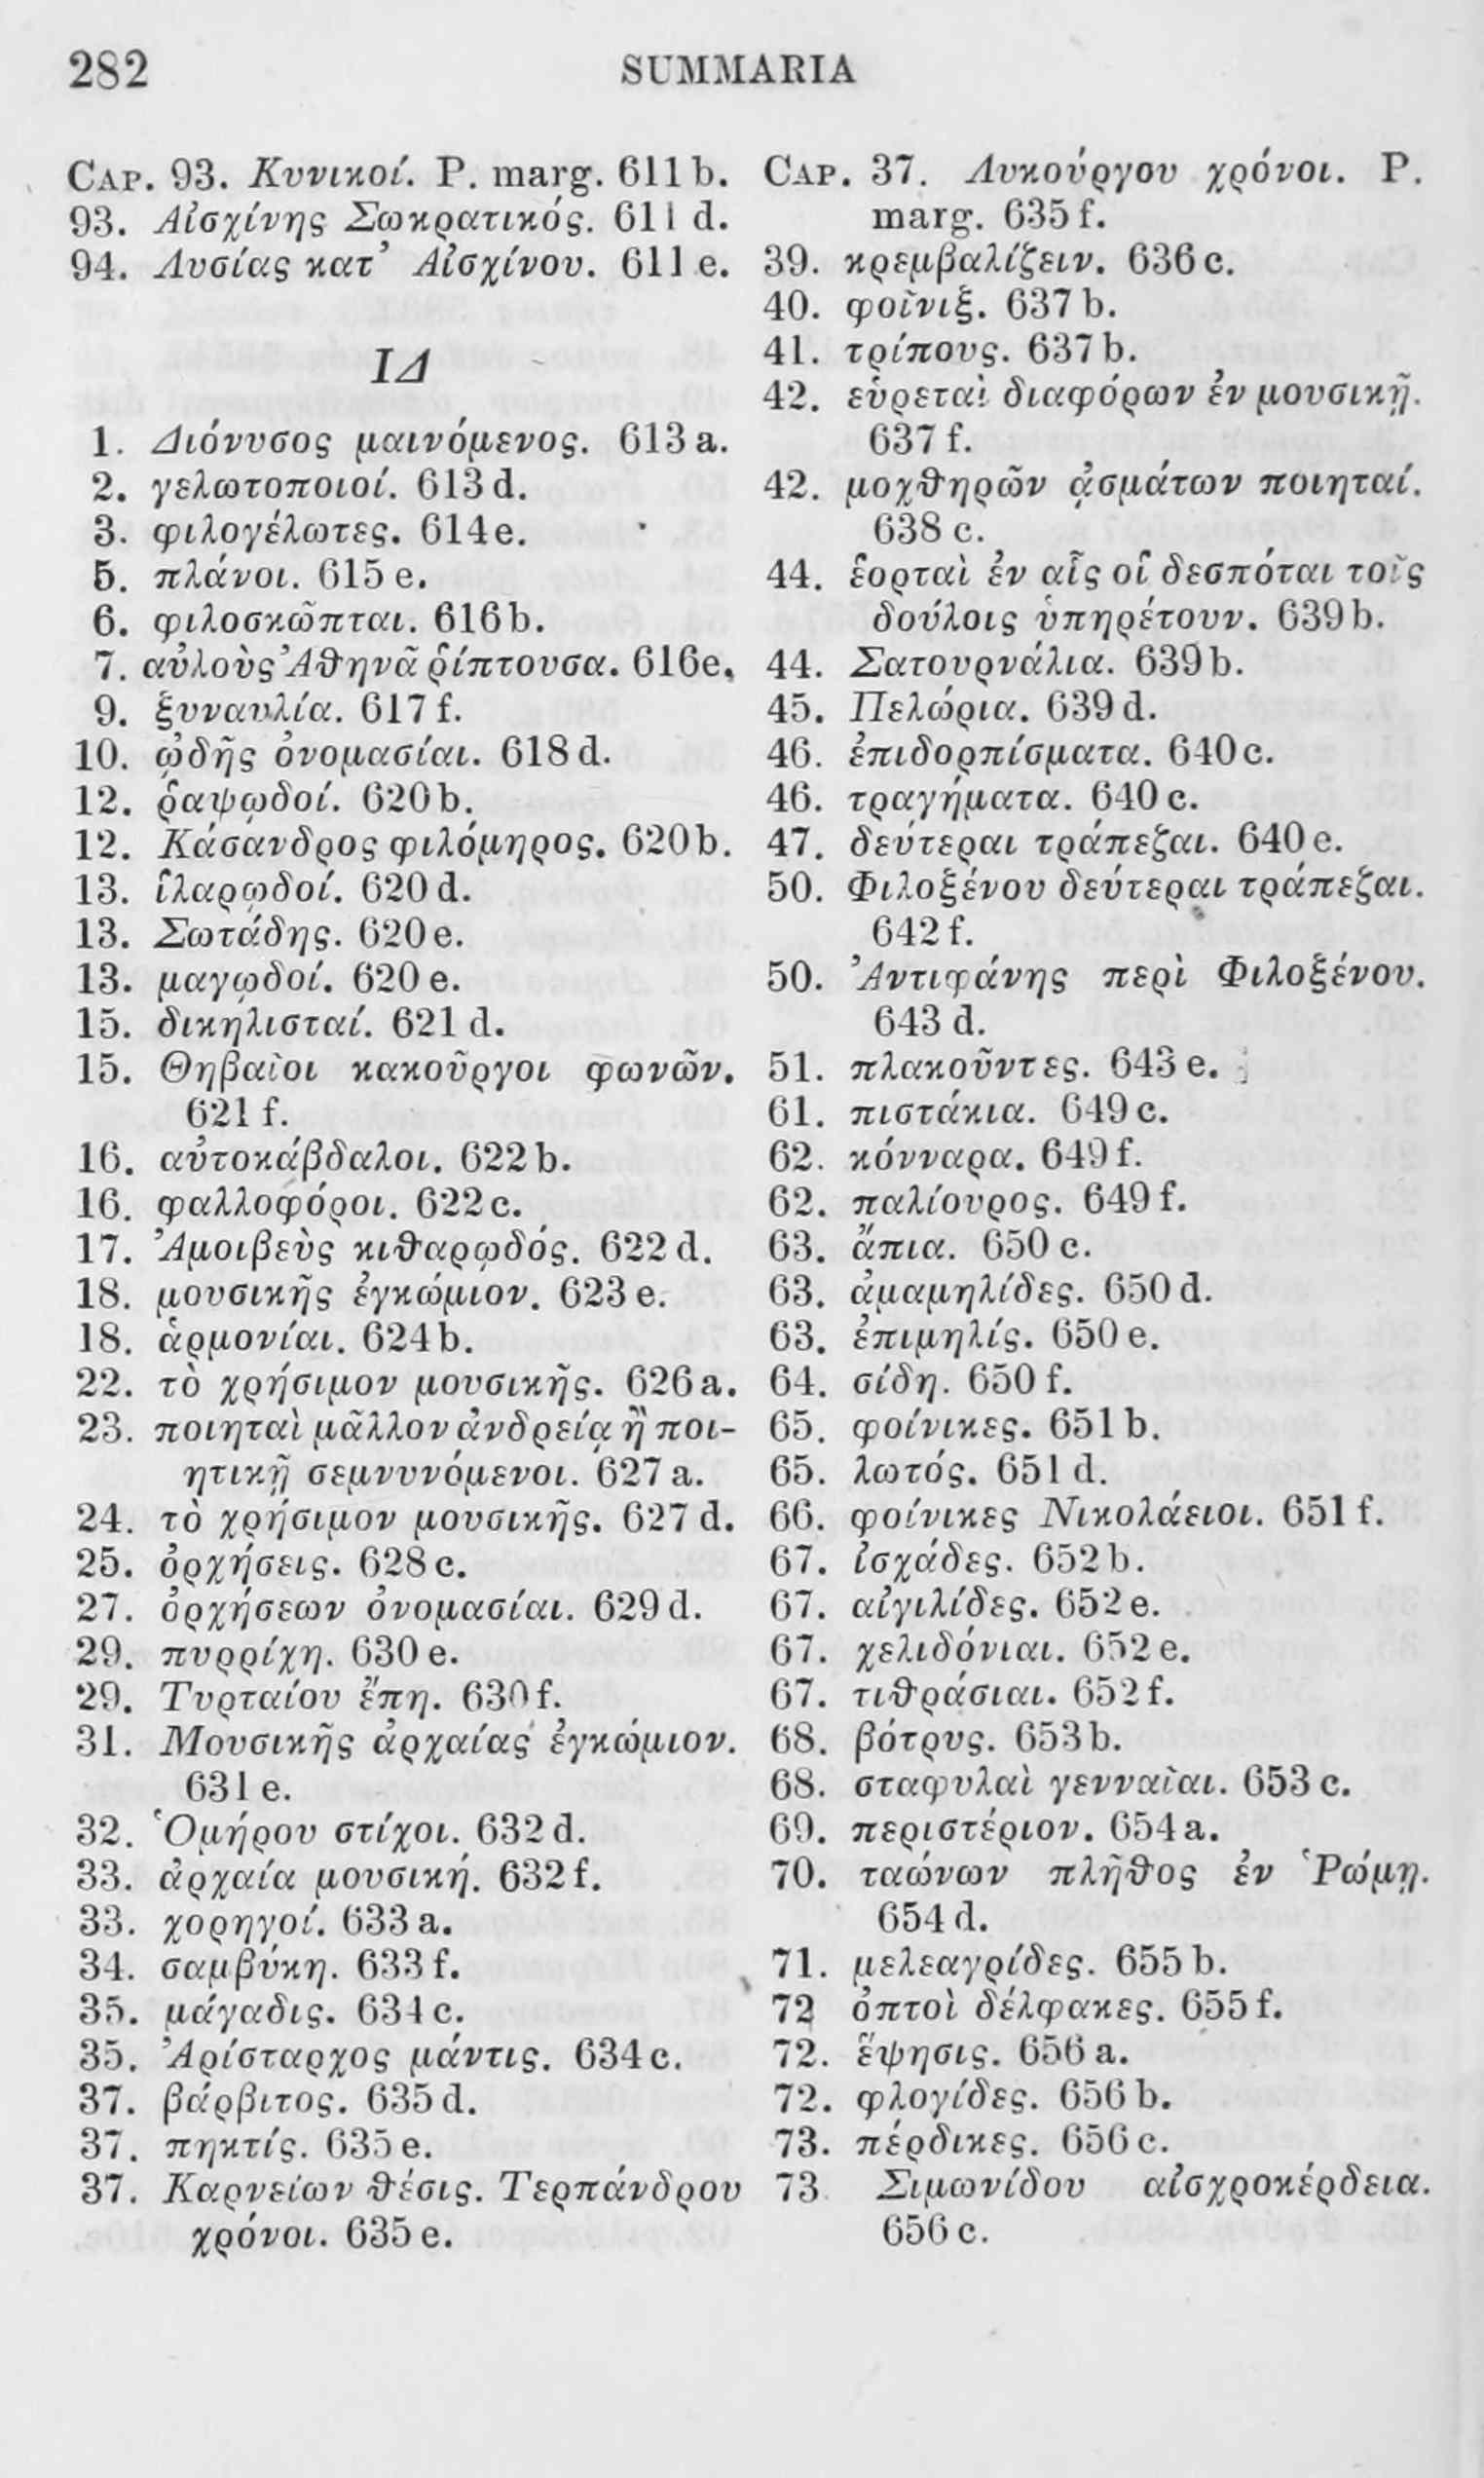 282
SUMMARIA
CAP. 93. Κυνικοί. P. marg. 611 b.
93. Αἰσχίνης Σωκρατικός. 611 d.
94. Λυσίας κατ’ Αἰσχίνου. 611 e.
ΙΔ
1. Διόνυσος μαινόμενος. 613 a.
2. γελωτοποιοί. 613 d.
3. φιλογέλωτες. 614 e.
5. πλάνοι. 615 e.
6. φιλοσκῶπται. 616 b.
7. αὐλοὺς Ἀθηνᾶ ῥίπτουσα. 616 e.
9. ξυναυλία. 617 f.
10. ᾠδῆς ὀνομασίαι. 618 d.
12. ῥαψῳδοί. 620 b.
12. Κάσανδρος φιλόμηρος. 620 b.
13. ἱλαρῳδοί. 620 d.
13. Σωτάδης. 620 e.
13. μαγῳδοί. 620 e.
15. δικηλισταί. 621 d.
15. Θηβαῖοι κακοῦργοι φωνῶν.
621 f.
16. αὐτοκάβδαλοι. 622 b.
16. φαλλοφόροι. 622 c.
17. Ἀμοιβεὺς κιθαρῳδός. 622 d.
18. μουσικῆς ἐγκώμιον. 623 e.
18. ἁρμονίαι. 624 b.
22. τὸ χρήσιμον μουσικῆς. 626 a.
23. ποιηταὶ μᾶλλον ἀνδρείᾳ ἢ ποι-
ητικῇ σεμνυνόμενοι. 627 a.
24. τὸ χρήσιμον μουσικῆς. 627 d.
25. ὀρχήσεις. 628 c.
27. ὀρχήσεων ὀνομασίαι. 629 d.
29. πυρρίχη. 630 e.
29. Τυρταίου ἔπη. 630 f.
31. Μουσικῆς ἀρχαίας ἐγκώμιον.
631 e.
32. Ὁμήρου στίχοι. 632 d.
33. ἀρχαία μουσική. 632 f.
33. χορηγοί. 633 a.
34. σαμβύκη. 633 f.
35. μάγαδις. 634 c.
35. Ἀρίσταρχος μάντις. 634 c.
37. βάρβιτος. 635 d.
37. πηκτίς. 635 e.
37. Καρνείων θέσις. Τερπάνδρου
χρόνοι. 635 e.
CAP. 37. Λυκούργου χρόνοι. P.
marg. 635 f.
39. κρεμβαλίζειν. 636 c.
40. φοῖνιξ. 637 b.
41. τρίπους. 637 b.
42. εὑρεταὶ διαφόρων ἐν μουσικῇ.
637 f.
42. μοχθηρῶν ᾀσμάτων ποιηταί.
638 c.
44. ἑορταὶ ἐν αἷς οἱ δεσπόται τοῖς
δούλοις ὑπηρέτουν. 639 b.
44. Σατουρνάλια. 639 b.
45. Πελώρια. 639 d.
46. ἐπιδορπίσματα. 640 c.
46. τραγήματα. 640 c.
47. δεύτεραι τράπεζαι. 640 e.
50. Φιλοξένου δεύτεραι τράπεζαι.
642 f.
50. Ἀντιφάνης περὶ Φιλοξένου.
643 d.
51. πλακοῦντες. 643 e.
61. πιστάκια. 649 c.
62. κόνναρα. 649 f.
62. παλίουρος. 649 f.
63. ἄπια. 650 c.
63. ἁμαμηλίδες. 650 d.
63. ἐπιμηλίς. 650 e.
64. σίδη. 650 f.
65. φοίνικες. 651 b.
65. λωτός. 651 d.
66. φοίνικες Νικολάειοι. 651 f.
67. ἰσχάδες. 652 b.
67. αἰγιλίδες. 652 e.
67. χελιδόνιαι. 652 e.
67. τιθράσιαι. 652 f.
68. βότρυς. 653 b.
68. σταφυλαὶ γενναῖαι. 653 c.
69. περιστέριον. 654 a.
70. ταώνων πλῆθος ἐν Ῥώμῃ.
654 d.
71. μελεαγρίδες. 655 b.
72 ὀπτοὶ δέλφακες. 655 f.
72. ἕψησις. 656 a.
72. φλογίδες. 656 b.
73. πέρδικες. 656 c.
73 Σιμωνίδου αἰσχροκέρδεια.
656 c.